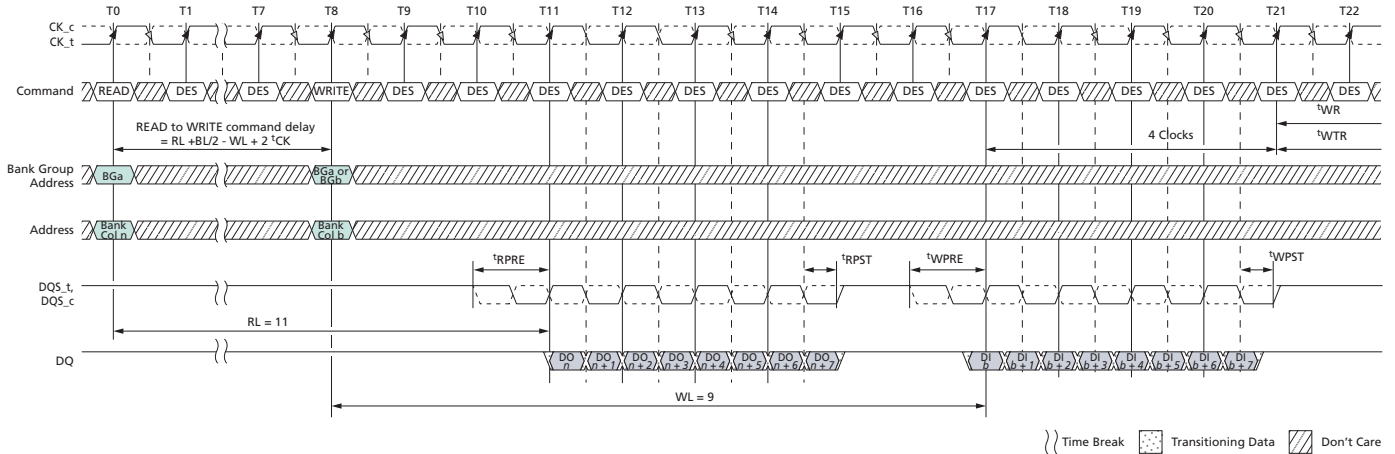 T0 T1 T7 T8 T9 T10 T11 T12 T13 T14 T15 T16 T17 T18 T19 T20 T21 T22
CK_c
CK_t
Command READ DES DES WRITE DES DES DES DES DES DES DES DES DES DES DES DES DES DES
tWR
READ to WRITE command delay
= RL +BL/2 - WL + 2 tCK
4 Clocks tWTR
Bank Group
Address
BGa
BGa or
BGb
Address
Bank
Col n
Bank
Col b
tRPRE tRPST tWPRE tWPST
DQS_t,
DQS_c
RL = 11
DQ
DO
n
DO
n + 1
DO
n + 2
DO
n + 3
DO
n + 4
DO
n + 5
DO
n + 6
DO
n + 7
DI
b
DI
b + 1
DI
b + 2
DI
b + 3
DI
b + 4
DI
b + 5
DI
b + 6
DI
b + 7
WL = 9
Time Break Transitioning Data Don't Care